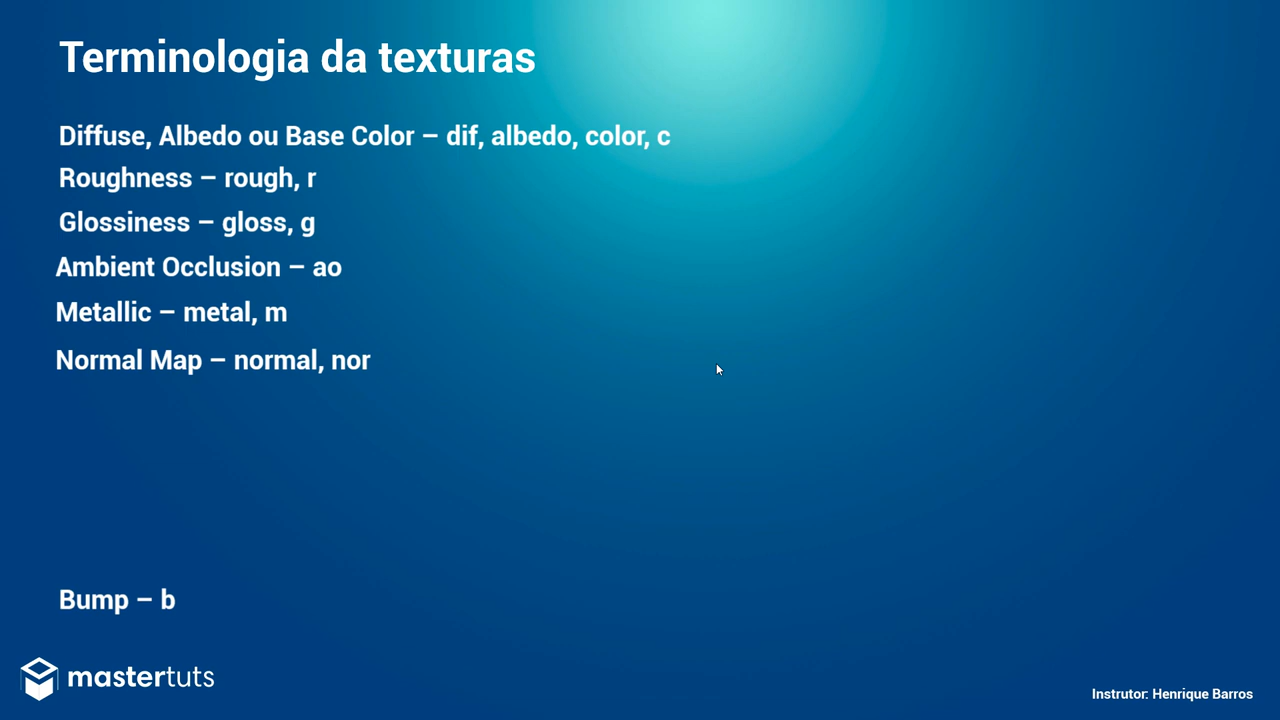 Terminologia da texturas
Diffuse, Albedo ou Base Color – dif, albedo, color, c
Roughness – rough, r
Glossiness – gloss, g
Ambient Occlusion – ao
Metallic – metal, m
Normal Map – normal, nor
Bump – b
mastertuts
Instrutor: Henrique Barros